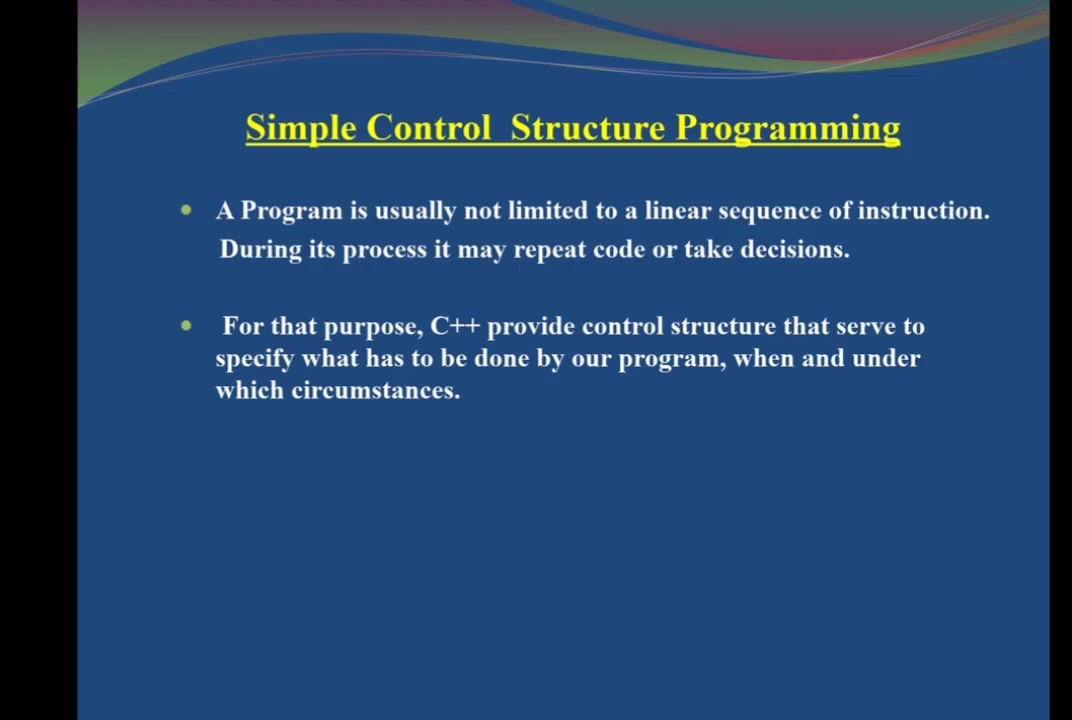 Simple Control Structure Programming
A Program is usually not limited to a linear sequence of instruction.
During its process it may repeat code or take decisions.
For that purpose, C++ provide control structure that serve to
specify what has to be done by our program, when and under
which circumstances.